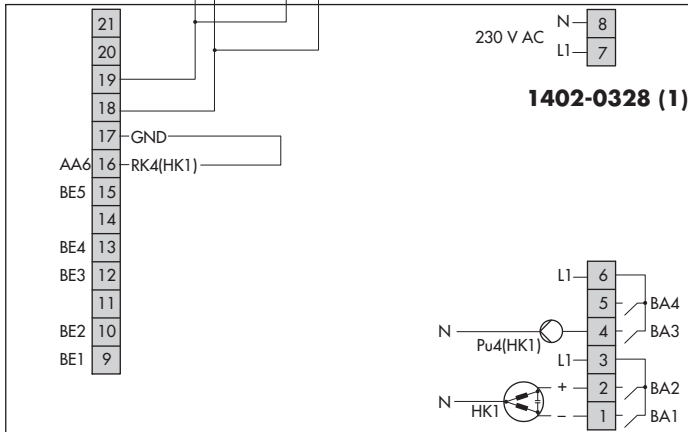 21
20
19
18
17 GND
AA6 16 RK4(HK1)
BE5 15
14
BE4 13
BE3 12
11
BE2 10
BE1 9
230 V AC
N 8
L1 7
1402-0328 (1)
L1 6
5 BA4
N Pu4(HK1) 4 BA3
L1 3
+ 2 BA2
N HK1
– 1 BA1